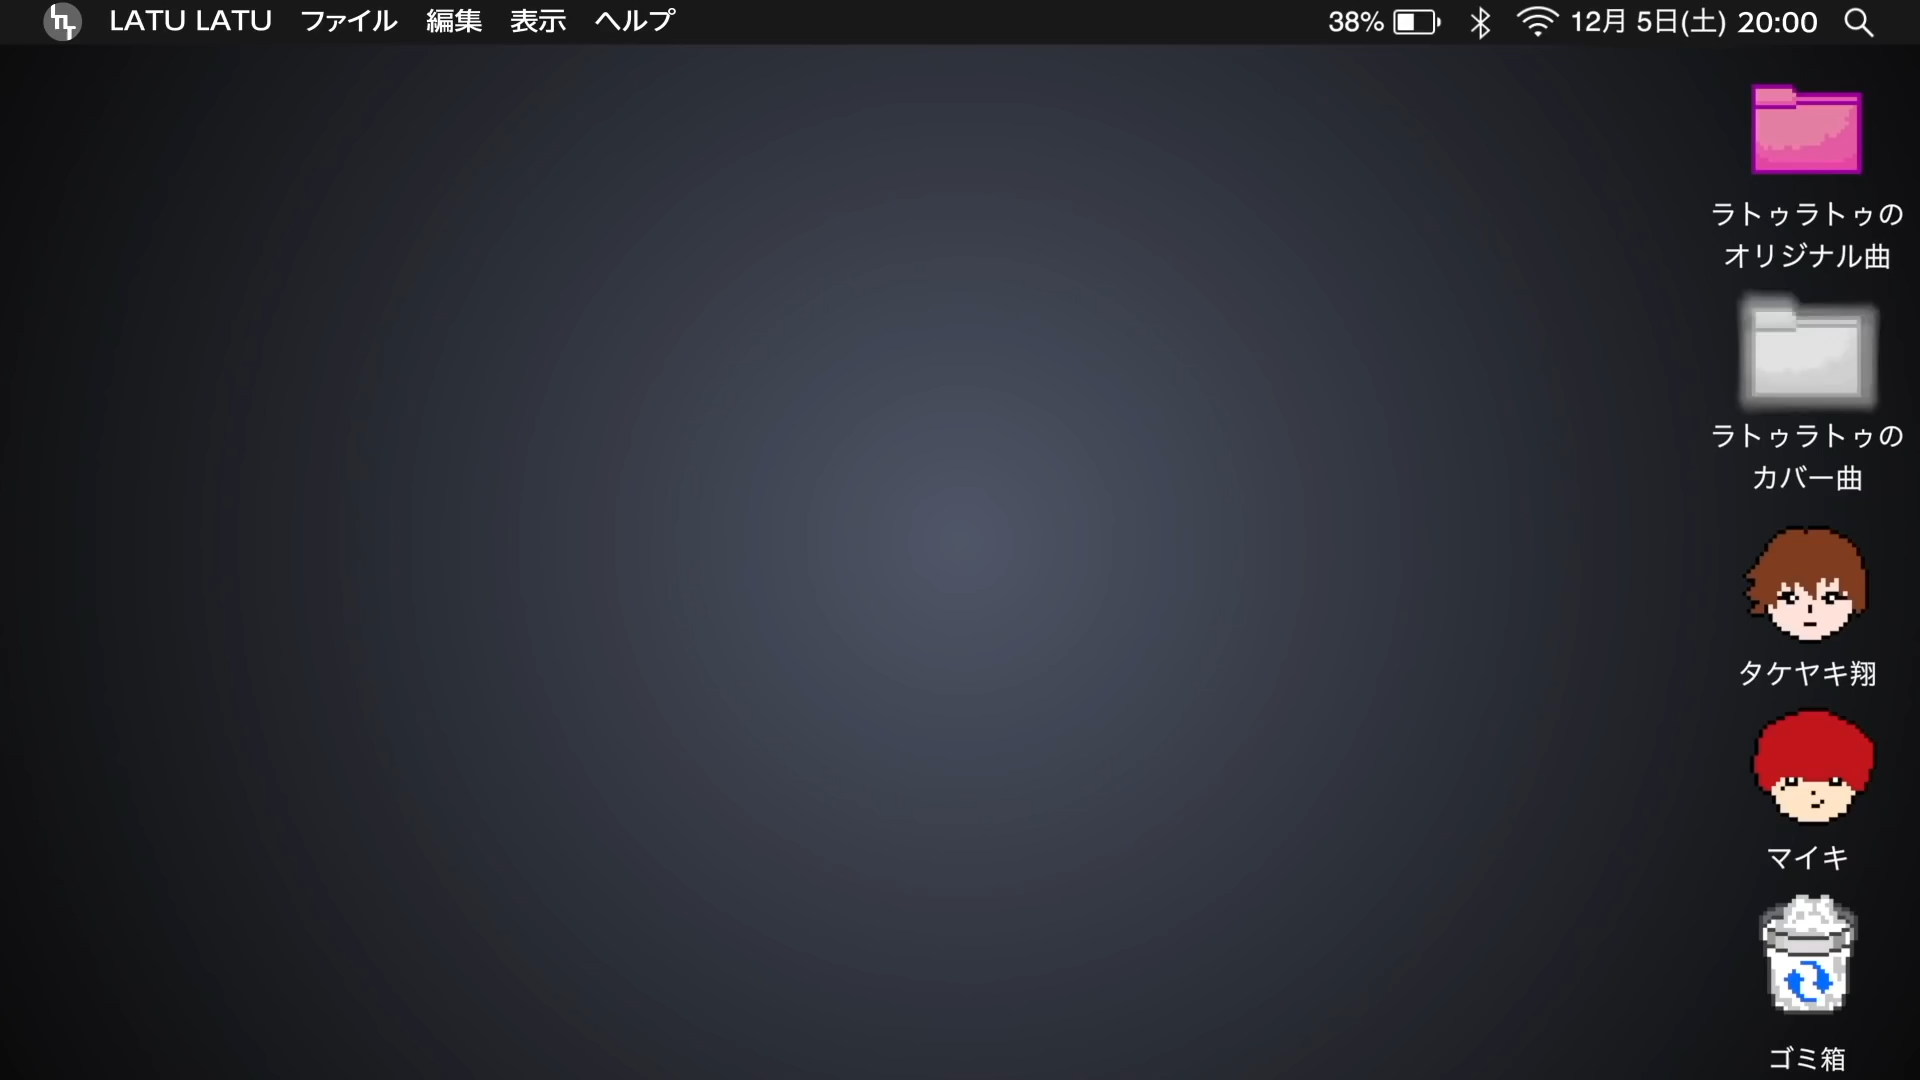 LATU LATU ファイル 編集 表示 ヘルプ 38% 12月 5日(土) 20:00
ラトゥラトゥの
オリジナル曲
ラトゥラトゥの
カバー曲
タケヤキ翔
マイキ
ゴミ箱